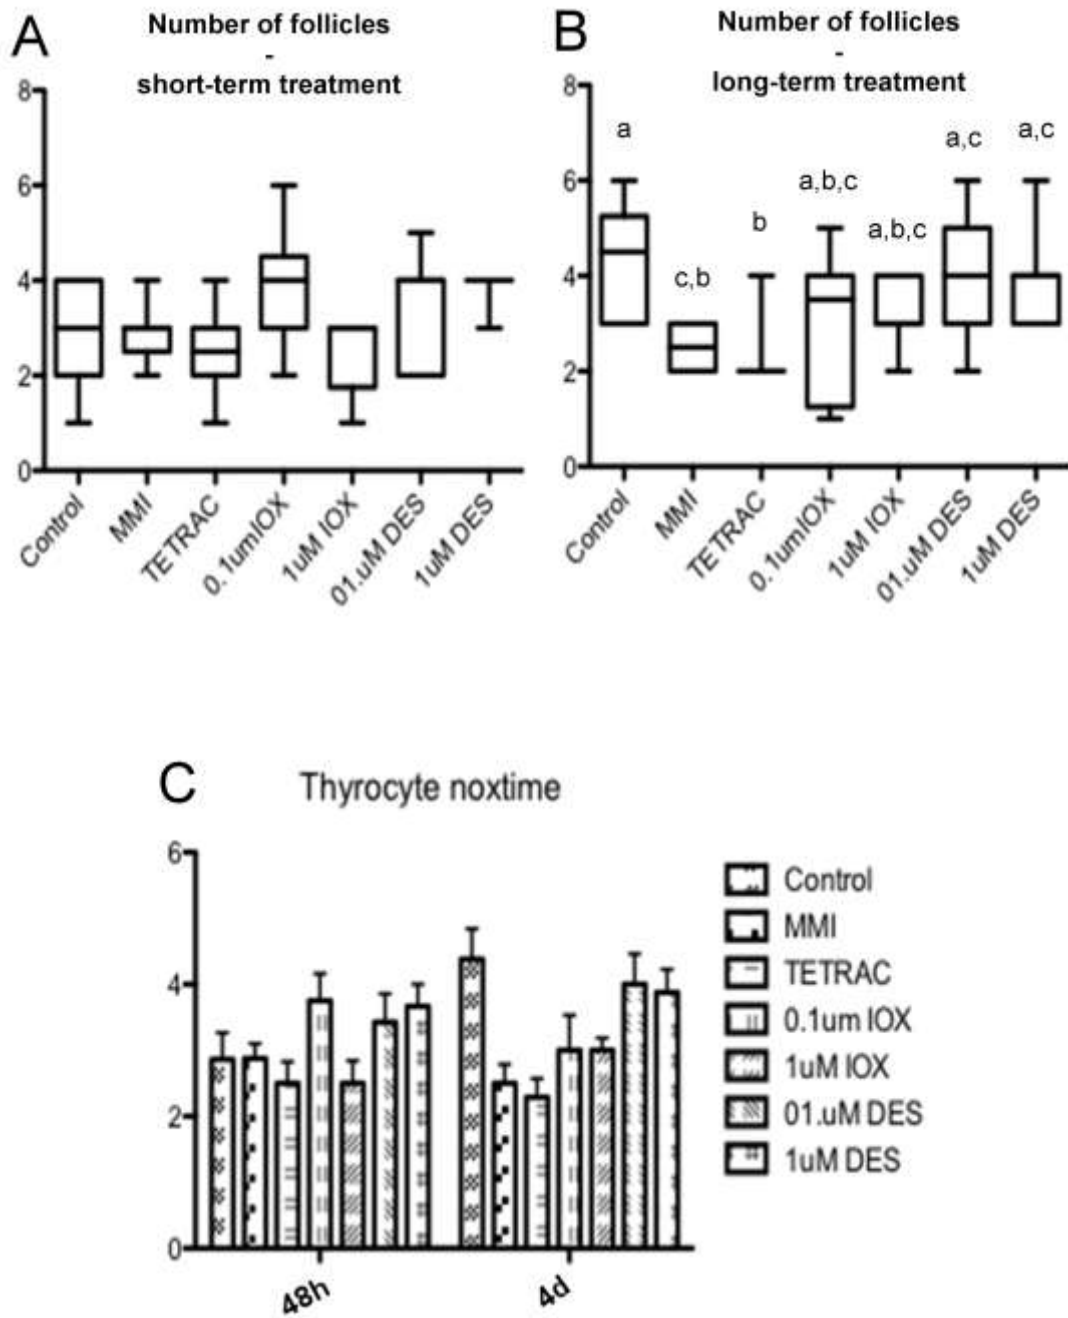 A
Number of follicles
-
short-term treatment
8
6
4
2
0
Control
MMI
TETRAC
0.1umIOX
1uM IOX
01.uM DES
1uM DES
B
Number of follicles
-
long-term treatment
8
6
4
2
0
a
c,b
b
a,b,c
a,b,c
a,c
a,c
Control
MMI
TETRAC
0.1umIOX
1uM IOX
01.uM DES
1uM DES
C
Thyrocyte noxtime
6
4
2
0
48h
4d
Control
MMI
TETRAC
0.1um IOX
1uM IOX
01.uM DES
1uM DES